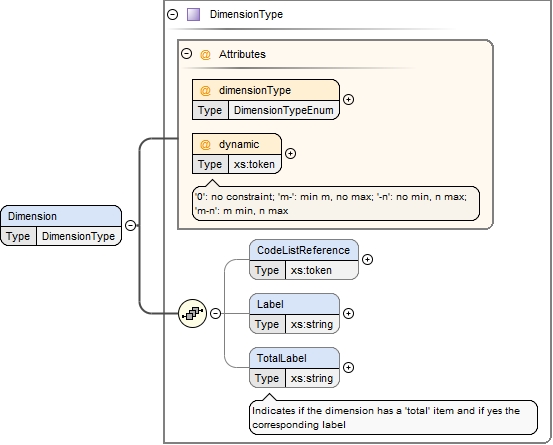 DimensionType
@ Attributes
@ dimensionType
Type DimensionTypeEnum
@ dynamic
Type xs:token
'0': no constraint; 'm-': min m, no max; '-n': no min, n max;
'm-n': m min, n max
Dimension
Type DimensionType
CodeListReference
Type xs:token
Label
Type xs:string
TotalLabel
Type xs:string
Indicates if the dimension has a 'total' item and if yes the
corresponding label